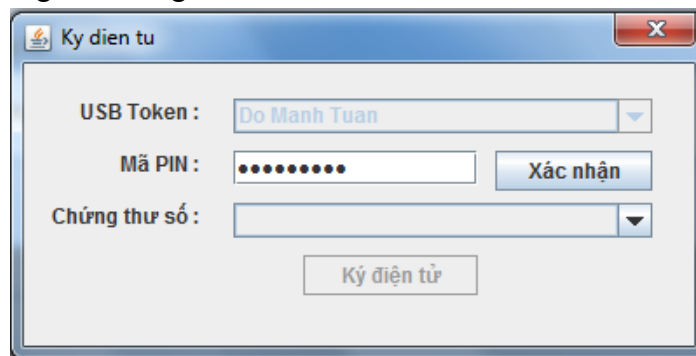 Ky dien tu
USB Token : Do Manh Tuan
Mã PIN : ●●●●●●●●● Xác nhận
Chứng thư số :
Ký điện tử